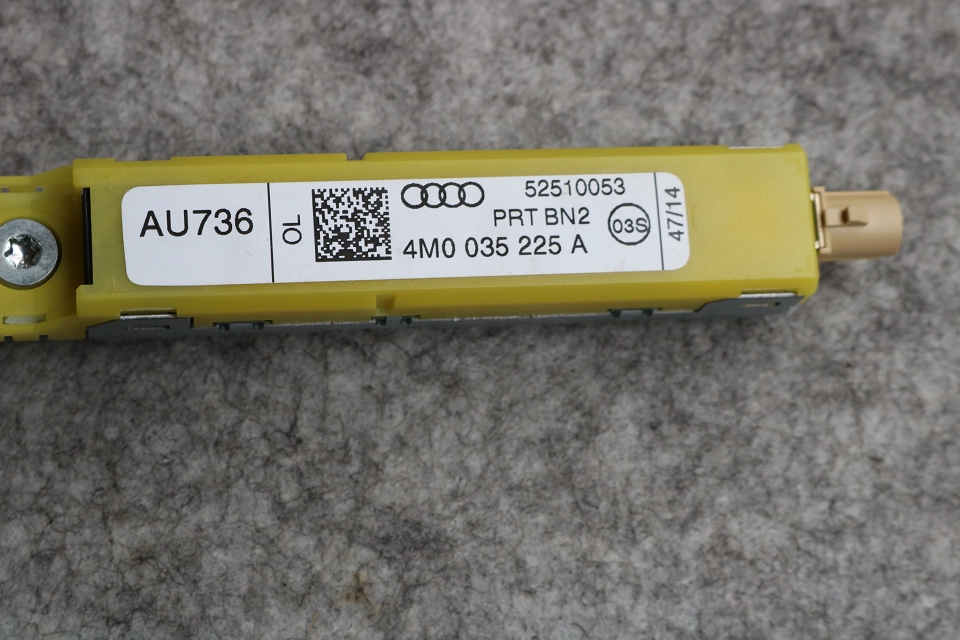 AU736
OL
52510053
PRT BN2
4M0 035 225 A
03S
47/14